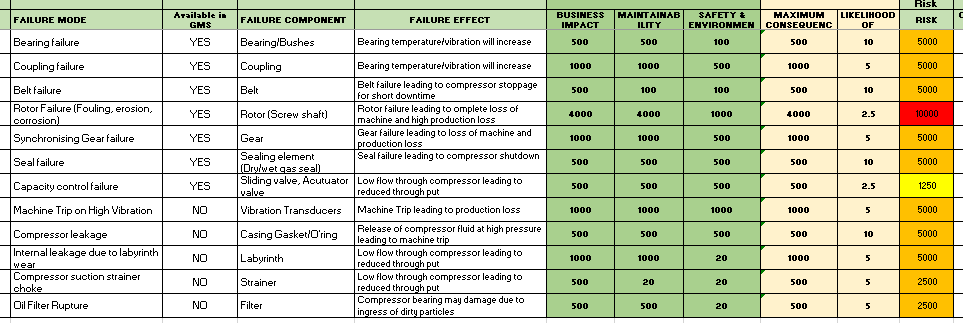 Risk
FAILURE MODE Available in GMS FAILURE COMPONENT FAILURE EFFECT BUSINESS IMPACT MAINTAINAB ILITY SAFETY & ENVIRONMEN MAXIMUM CONSEQUENC LIKELIHOOD OF RISK
Bearing failure YES Bearing/Bushes Bearing temperature/vibration will increase 500 500 100 500 10 5000
Coupling failure YES Coupling Bearing temperature/vibration will increase 1000 1000 500 1000 5 5000
Belt failure YES Belt Belt failure leading to compressor stoppage for short downtime 500 100 100 500 10 5000
Rotor Failure (Fouling, erosion, corrosion) YES Rotor (Screw shaft) Rotor failure leading to omplete loss of machine and high production loss 4000 4000 1000 4000 2.5 10000
Synchronising Gear failure YES Gear Gear failure leading to loss of machine and production loss 1000 1000 500 1000 5 5000
Seal failure YES Sealing element (Dry/wet gas seal) Seal failure leading to compressor shutdown 500 500 500 500 10 5000
Capacity control failure YES Sliding valve, Acutuator valve Low flow through compressor leading to reduced through put 500 500 500 500 2.5 1250
Machine Trip on High Vibration NO Vibration Transducers Machine Trip leading to production loss 1000 1000 1000 1000 5 5000
Compressor leakage NO Casing Gasket/O'ring Release of compressor fluid at high pressure leading to machine trip 500 500 500 500 10 5000
Internal leakage due to labyrinth wear NO Labyrinth Low flow through compressor leading to reduced through put 1000 1000 20 1000 5 5000
Compressor suction strainer choke NO Strainer Low flow through compressor leading to reduced through put 500 20 20 500 5 2500
Oil Filter Rupture NO Filter Compressor bearing may damage due to ingress of dirty particles 500 500 20 500 5 2500